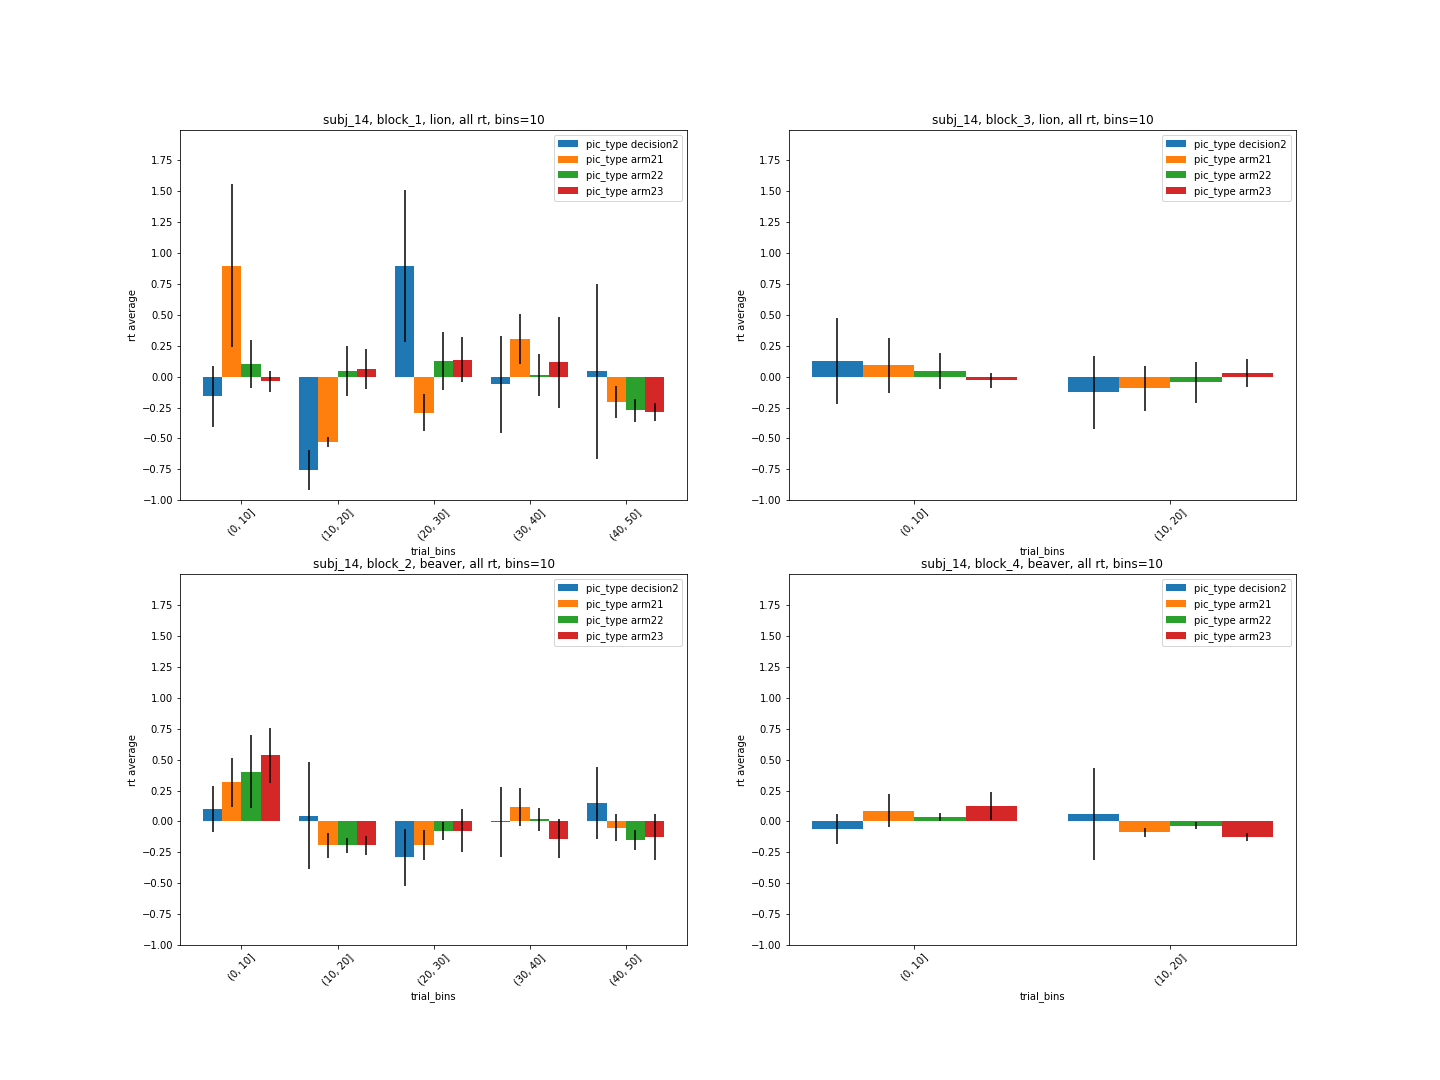 subj_14, block_1, lion, all rt, bins=10
pic_type decision2
pic_type arm21
pic_type arm22
pic_type arm23
1.75
1.50
1.25
1.00
0.75
0.50
0.25
0.00
−0.25
−0.50
−0.75
−1.00
rt average
(0, 10]
(10, 20]
(20, 30]
(30, 40]
(40, 50]
trial_bins
subj_14, block_3, lion, all rt, bins=10
pic_type decision2
pic_type arm21
pic_type arm22
pic_type arm23
1.75
1.50
1.25
1.00
0.75
0.50
0.25
0.00
−0.25
−0.50
−0.75
−1.00
rt average
(0, 10]
(10, 20]
trial_bins
subj_14, block_2, beaver, all rt, bins=10
pic_type decision2
pic_type arm21
pic_type arm22
pic_type arm23
1.75
1.50
1.25
1.00
0.75
0.50
0.25
0.00
−0.25
−0.50
−0.75
−1.00
rt average
(0, 10]
(10, 20]
(20, 30]
(30, 40]
(40, 50]
trial_bins
subj_14, block_4, beaver, all rt, bins=10
pic_type decision2
pic_type arm21
pic_type arm22
pic_type arm23
1.75
1.50
1.25
1.00
0.75
0.50
0.25
0.00
−0.25
−0.50
−0.75
−1.00
rt average
(0, 10]
(10, 20]
trial_bins